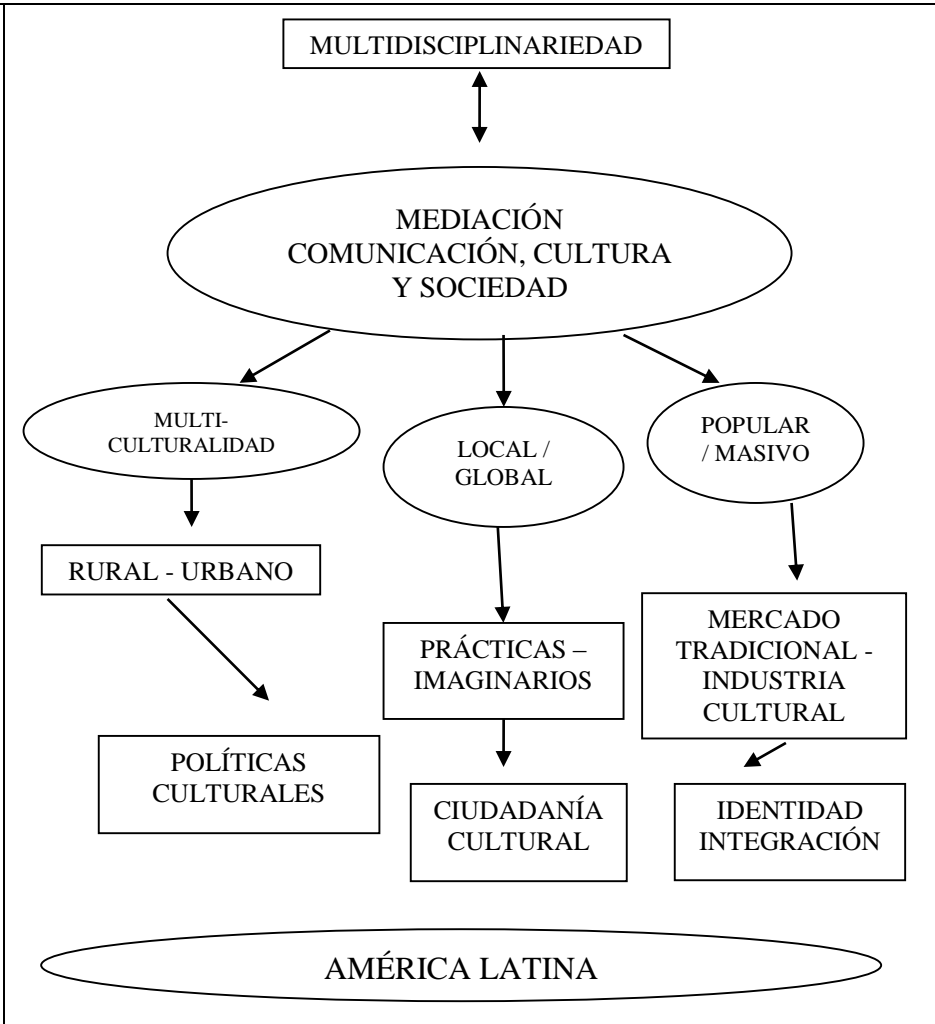 MULTIDISCIPLINARIEDAD
MEDIACIÓN
COMUNICACIÓN, CULTURA
Y SOCIEDAD
MULTI-
CULTURALIDAD
LOCAL /
GLOBAL
POPULAR
/ MASIVO
RURAL - URBANO
PRÁCTICAS –
IMAGINARIOS
MERCADO
TRADICIONAL -
INDUSTRIA
CULTURAL
POLÍTICAS
CULTURALES
CIUDADANÍA
CULTURAL
IDENTIDAD
INTEGRACIÓN
AMÉRICA LATINA